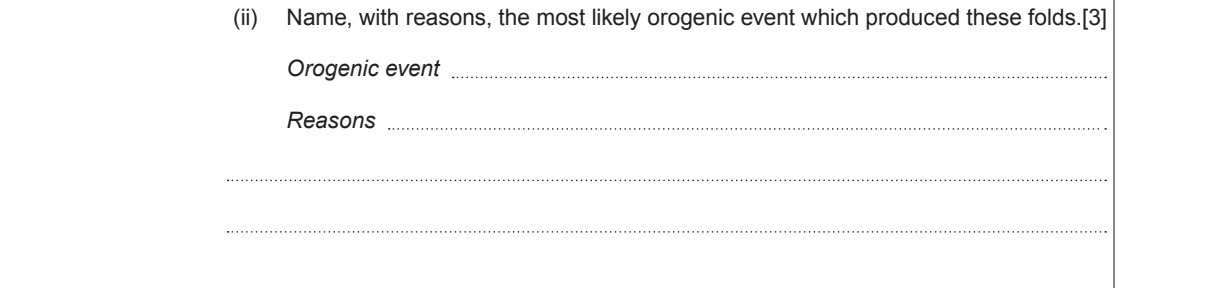 (ii) Name, with reasons, the most likely orogenic event which produced these folds.[3]
Orogenic event
Reasons